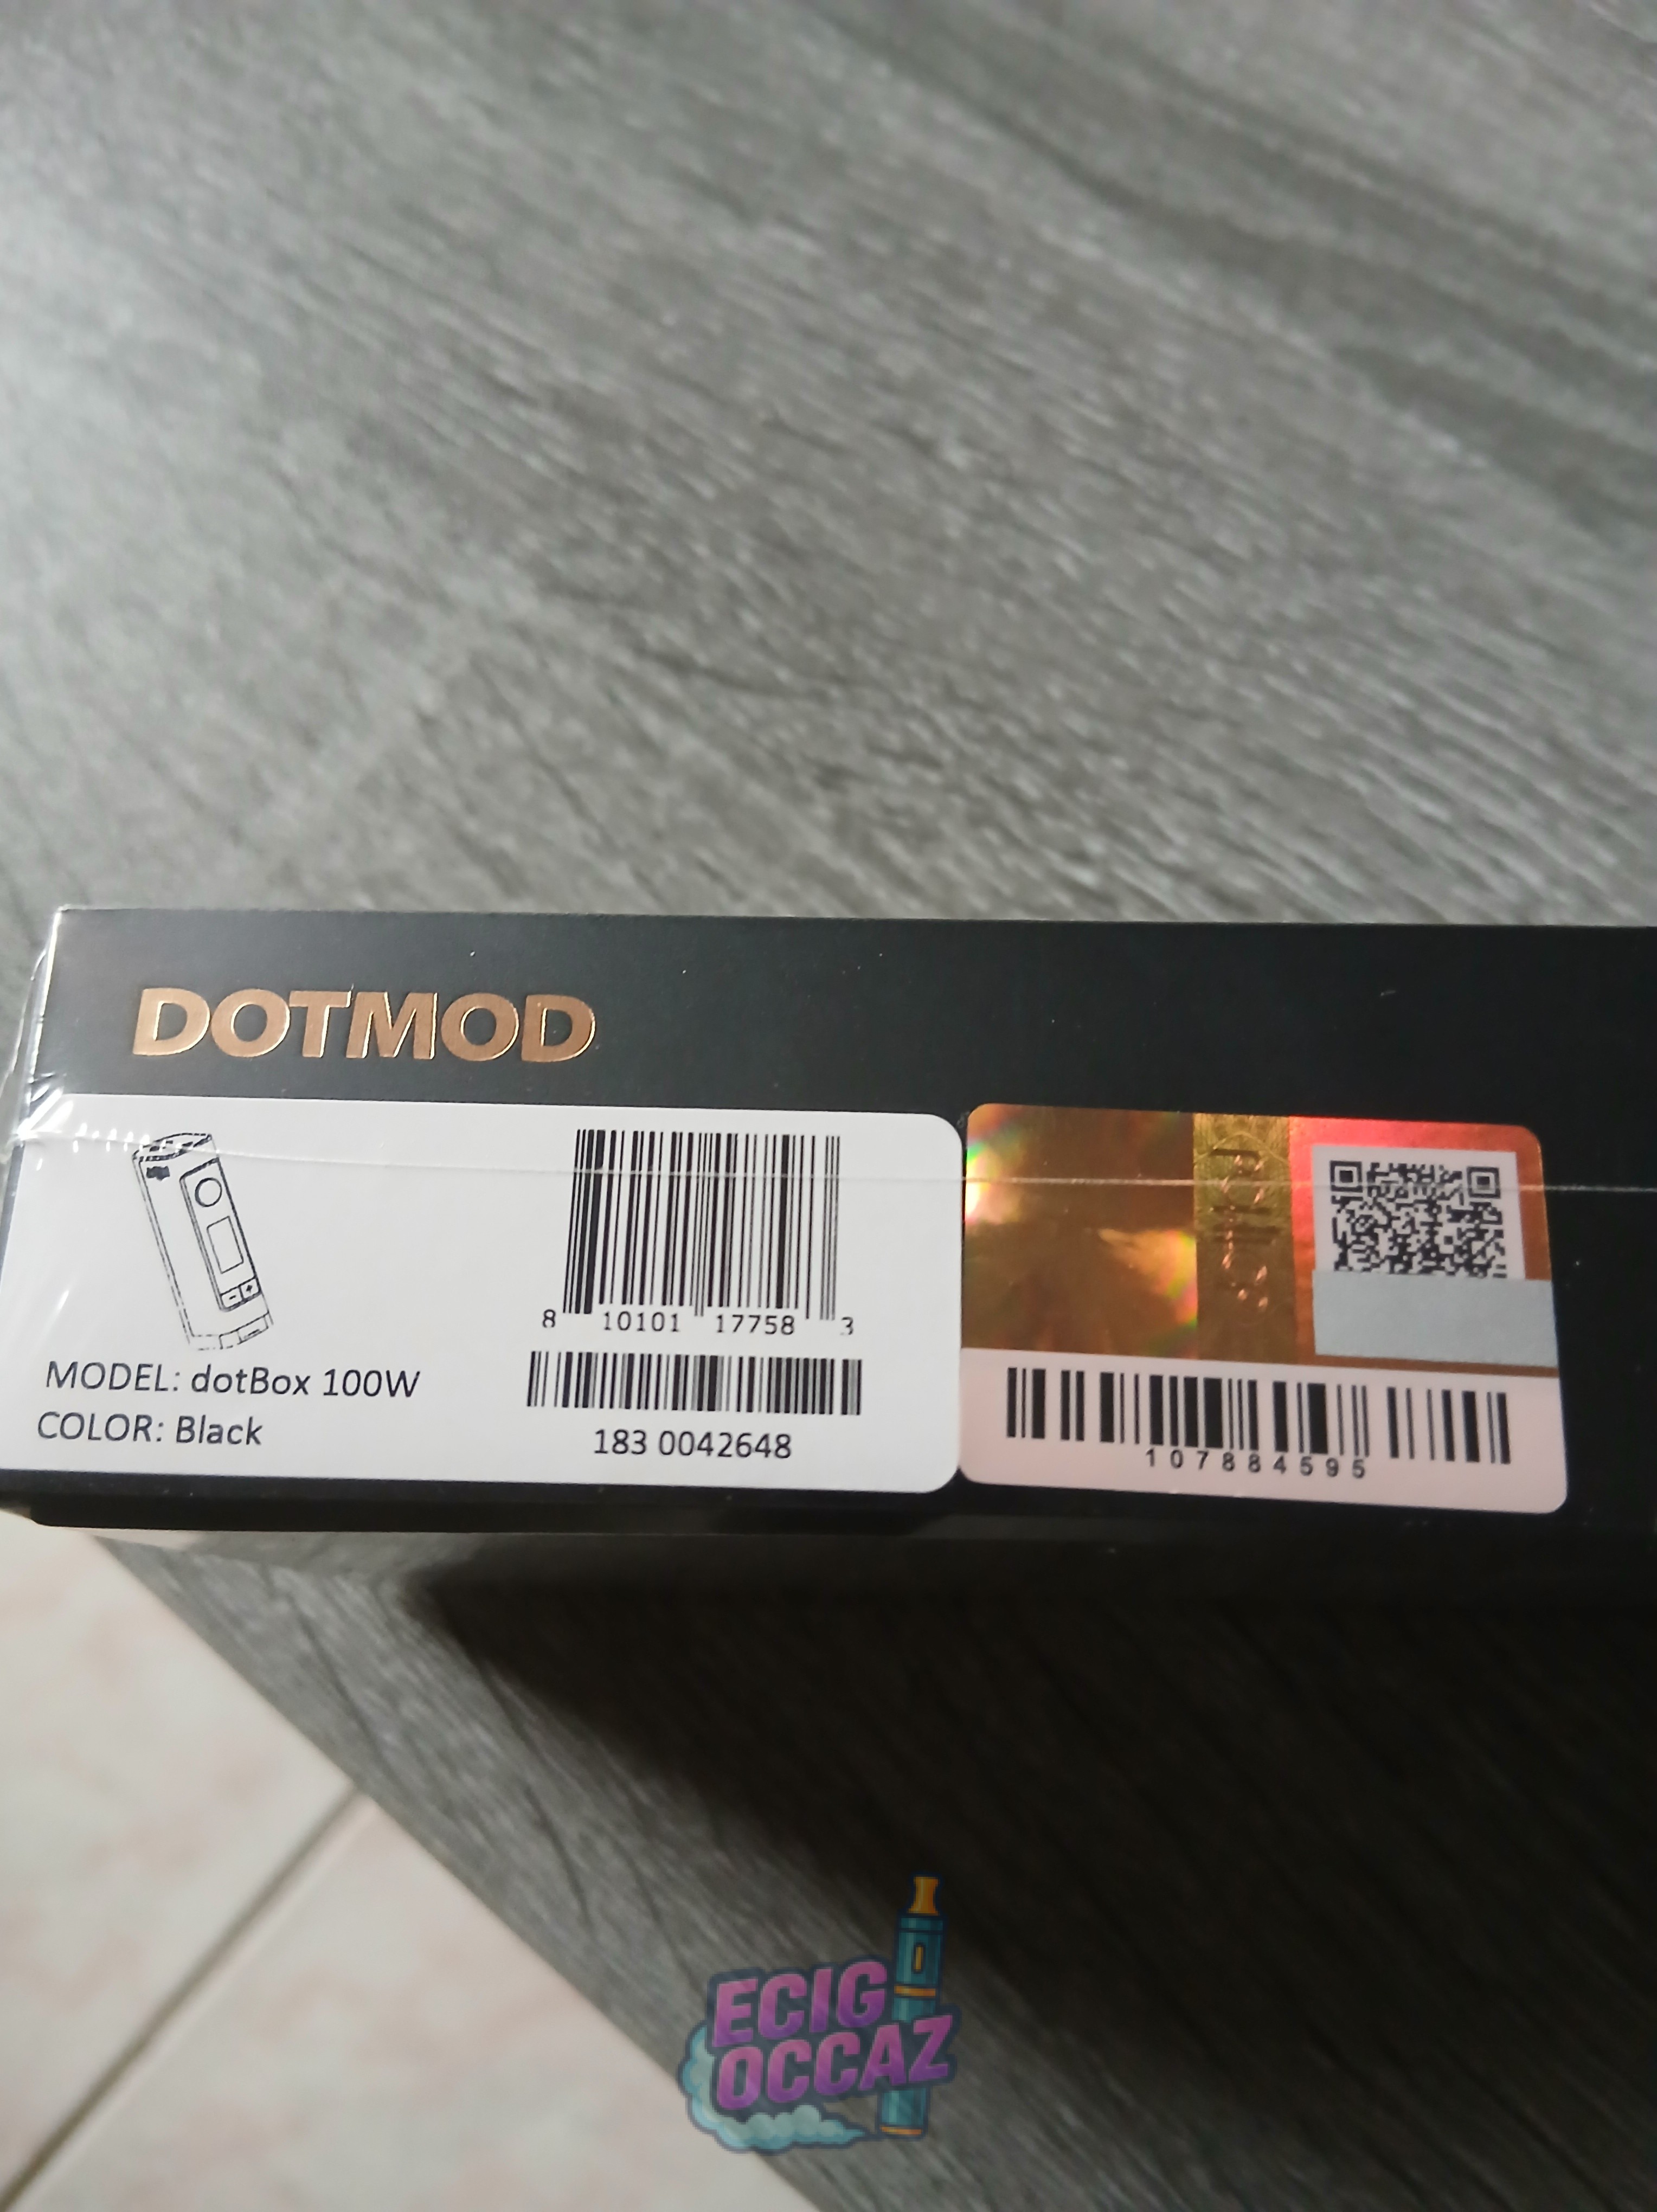 DOTMOD
8 10101 17758 3
MODEL: dotBox 100W
COLOR: Black
183 0042648
107884595
ECIG
OCCAZ